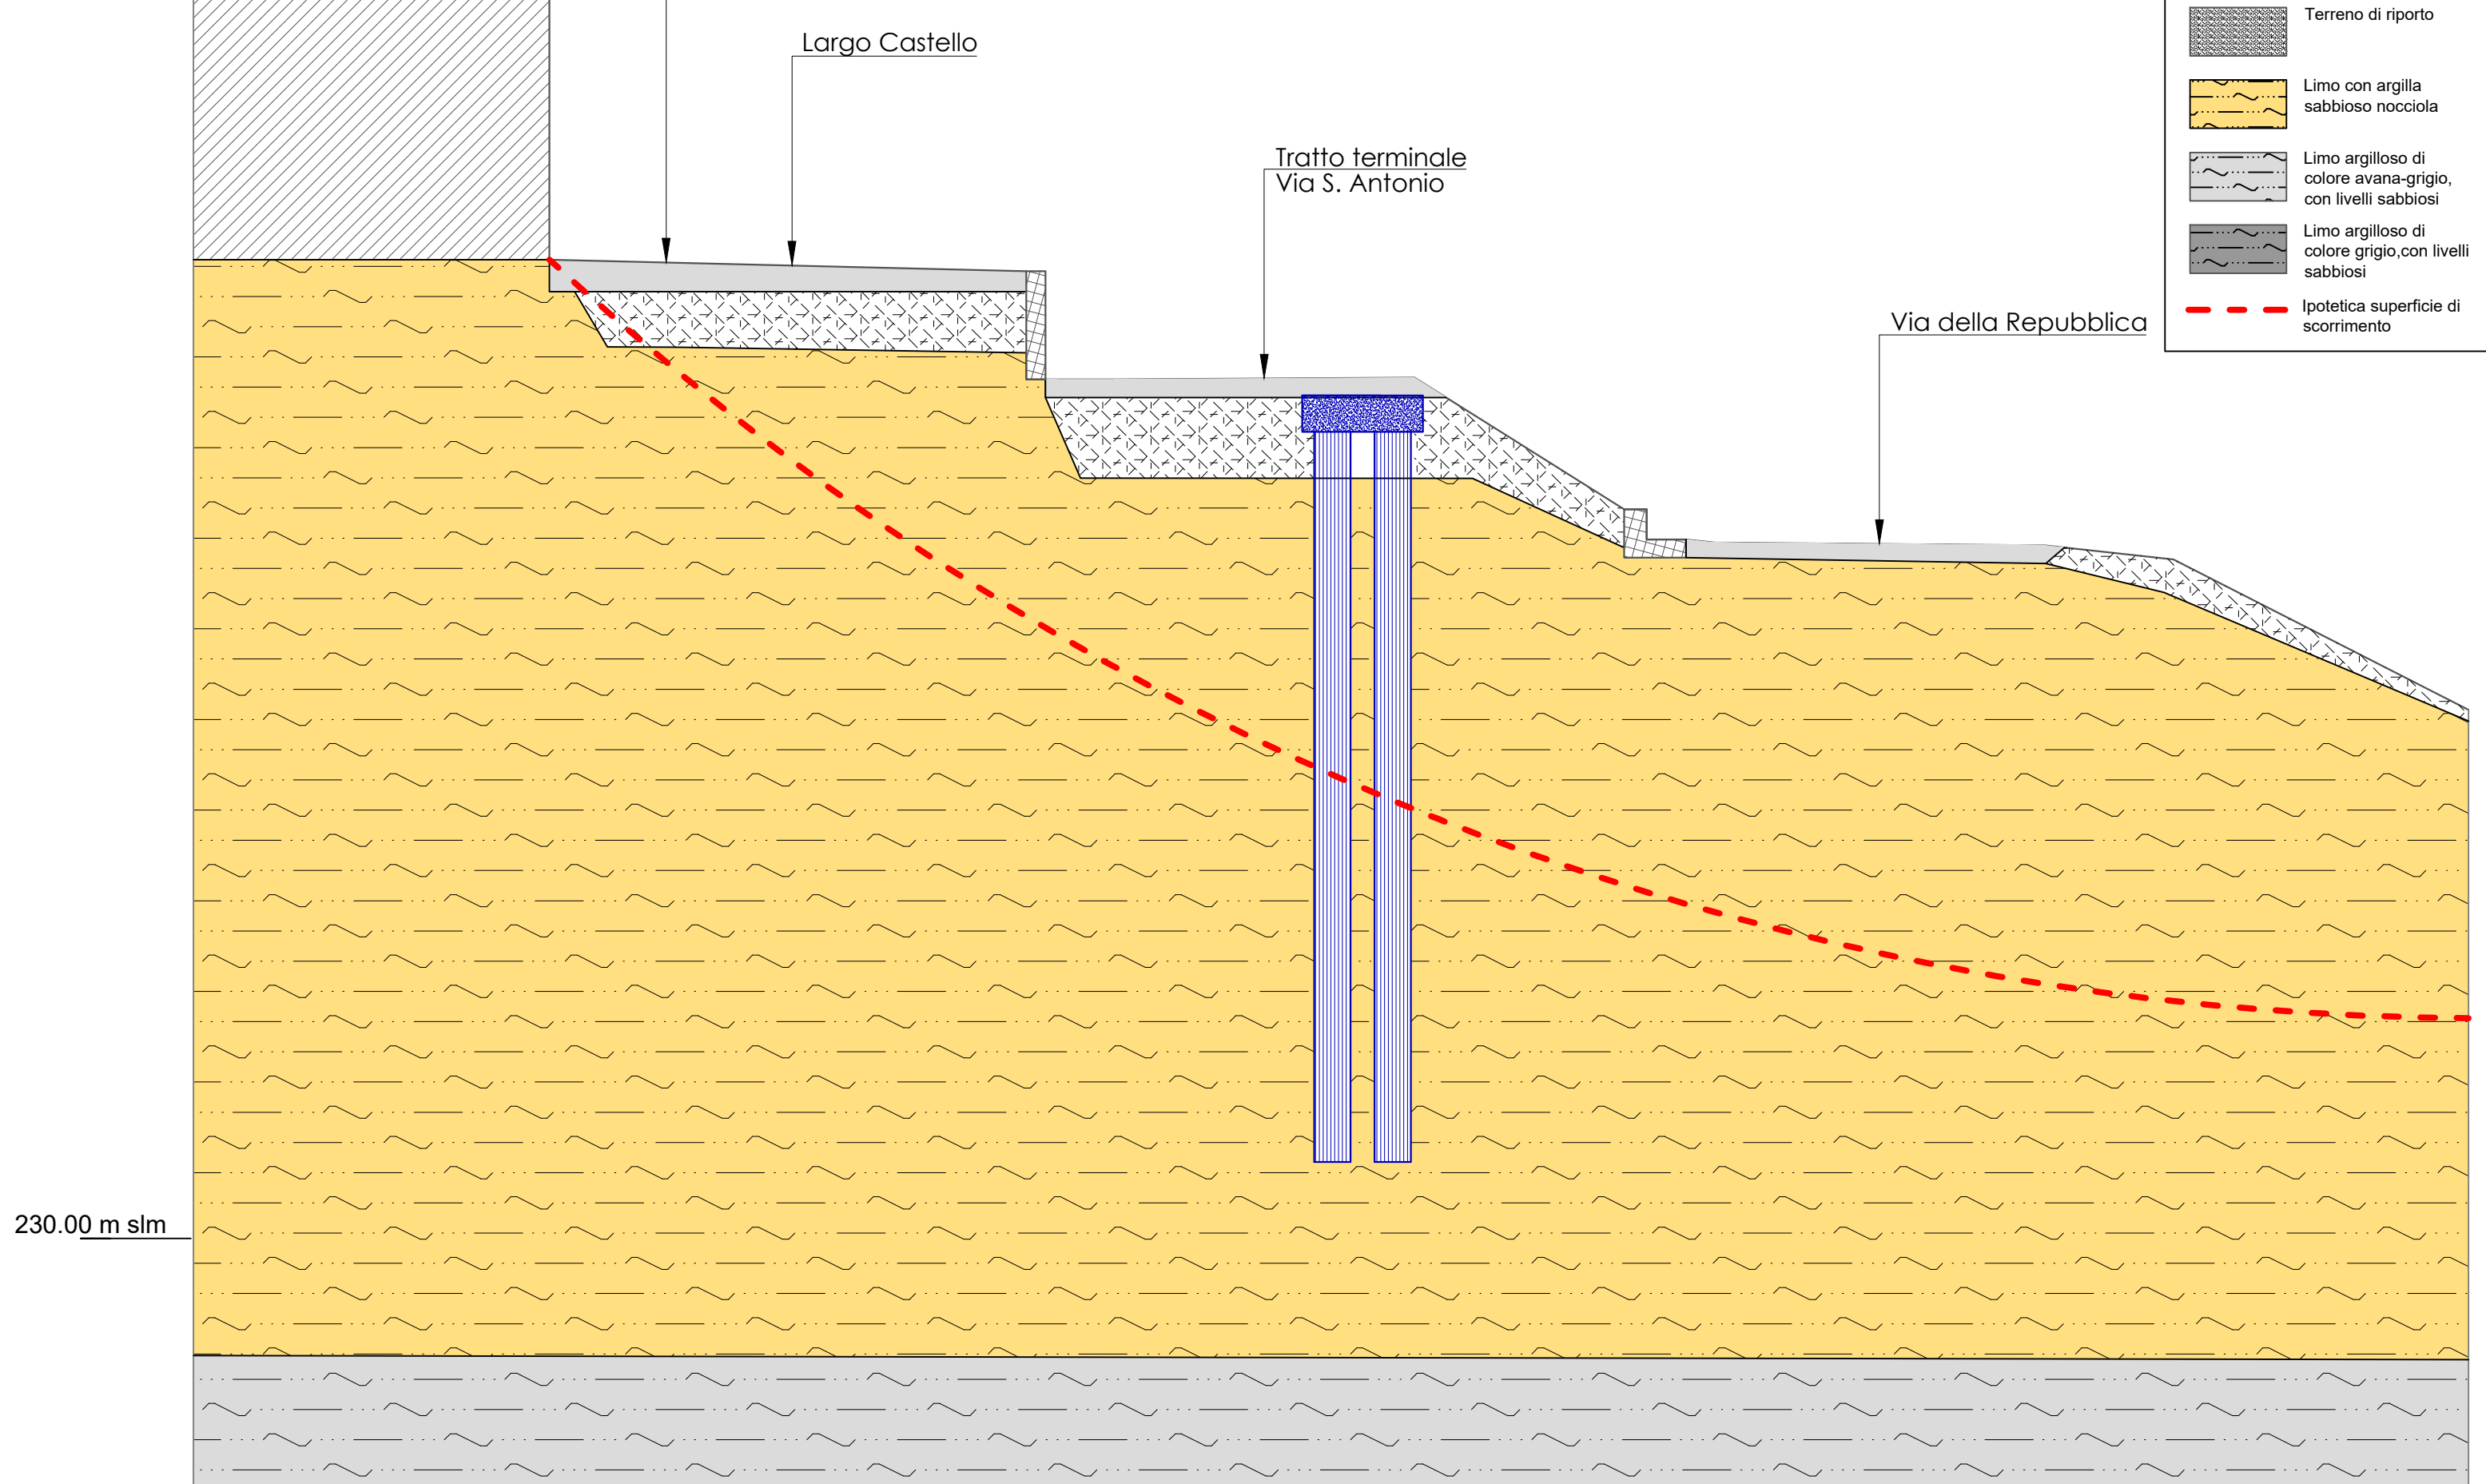 Largo Castello
Tratto terminale
Via S. Antonio
Via della Repubblica
230.00 m slm
Terreno di riporto
Limo con argilla
sabbioso nocciola
Limo argilloso di
colore avana-grigio,
con livelli sabbiosi
Limo argilloso di
colore grigio,con livelli
sabbiosi
Ipotetica superficie di
scorrimento